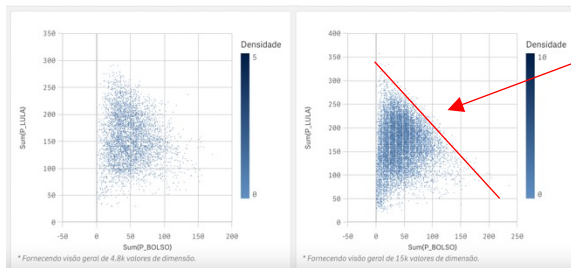 350
300
250
200
150
100
50
0
Sum(P_LULA)
-50 0 50 100 150 200
Sum(P_BOLSO)
Densidade
5
0
* Fornecendo visão geral de 4.8k valores de dimensão.
400
350
300
250
200
150
100
50
0
Sum(P_LULA)
-50 0 50 100 150 200 250
Sum(P_BOLSO)
Densidade
10
0
* Fornecendo visão geral de 15k valores de dimensão.